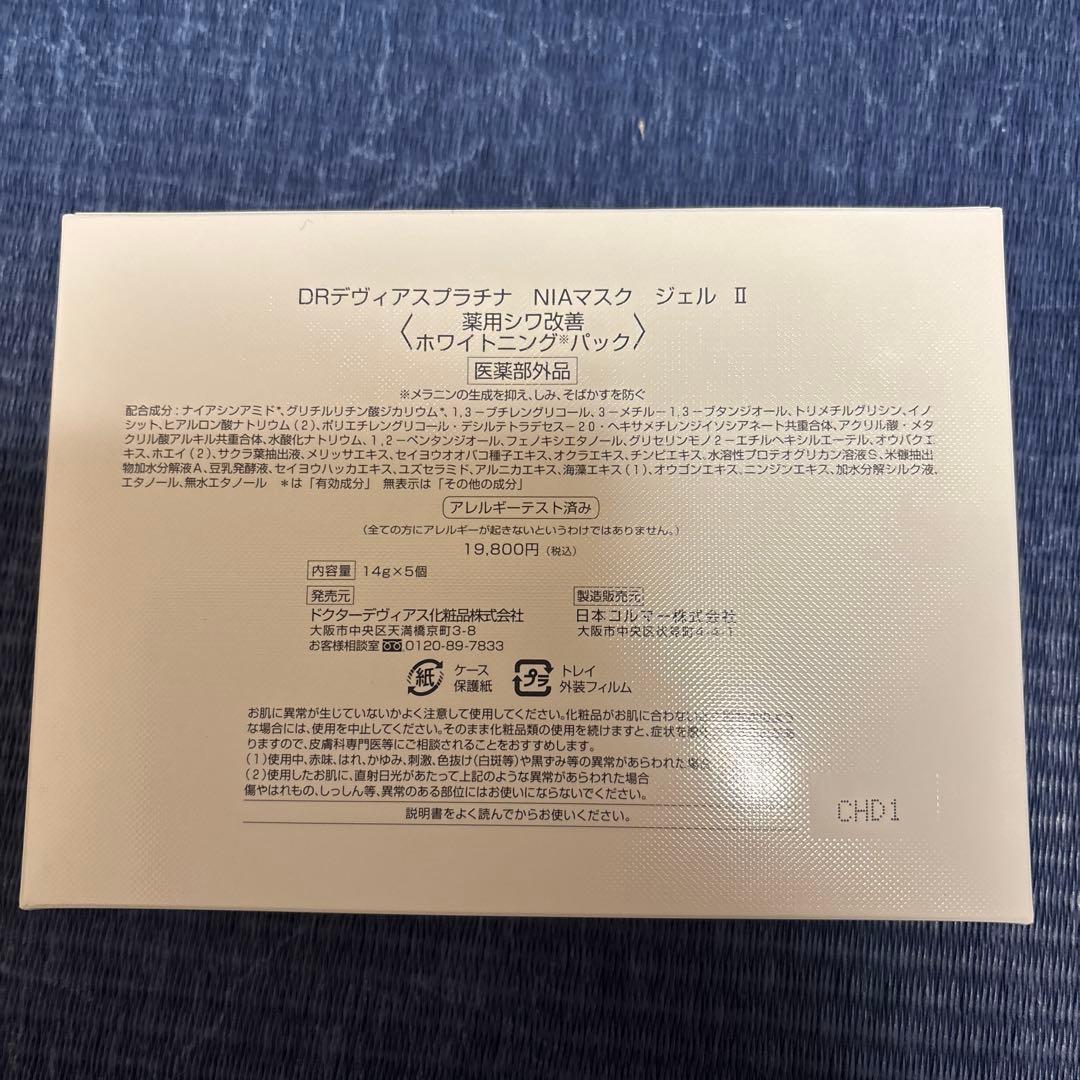 DRデヴィアスプラチナ NIAマスク ジェル Ⅱ
薬用シワ改善
〈ホワイトニング※パック〉
医薬部外品
※メラニンの生成を抑え、しみ、そばかすを防ぐ
配合成分:ナイアシンアミド*、グリチルリチン酸ジカリウム*、1,3-ブチレングリコール、3-メチル-1,3-ブタンジオール、トリメチルグリシン、イノ
シット、ヒアルロン酸ナトリウム(2)、ポリエチレングリコール・デシルテトラデセス-20・ヘキサメチレンジイソシアネート共重合体、アクリル酸・メタ
クリル酸アルキル共重合体、水酸化ナトリウム、1,2-ペンタンジオール、フェノキシエタノール、グリセリンモノ2-エチルヘキシルエーテル、オウバクエ
キス、ホエイ(2)、サクラ葉抽出液、メリッサエキス、セイヨウオオバコ種子エキス、オクラエキス、チンピエキス、水溶性プロテオグリカン溶液S、米糠抽出
物加水分解液A、豆乳発酵液、セイヨウハッカエキス、ユズセラミド、アルニカエキス、海藻エキス(1)、オウゴンエキス、ニンジンエキス、加水分解シルク液、
エタノール、無水エタノール *は「有効成分」 無表示は「その他の成分」
アレルギーテスト済み
(全ての方にアレルギーが起きないというわけではありません。)
19,800円(税込)
内容量 14g×5個
発売元 製造販売元
ドクターデヴィアス化粧品株式会社 日本コルマー株式会社
大阪市中央区天満橋京町3-8 大阪市中央区伏見町4-4-1
お客様相談室 0120-89-7833
紙 ケース プラ トレイ
保護紙 外装フィルム
お肌に異常が生じていないかよく注意して使用してください。化粧品がお肌に合わない
な場合には、使用を中止してください。そのまま化粧品類の使用を続けますと、症状を
りますので、皮膚科専門医等にご相談されることをおすすめします。
(1)使用中、赤味、はれ、かゆみ、刺激、色抜け(白斑等)や黒ずみ等の異常があらわれた場合
(2)使用したお肌に、直射日光があたって上記のような異常があらわれた場合
傷やはれもの、しっしん等、異常のある部位にはお使いにならないでください。
説明書をよく読んでからお使いください。
CHD1